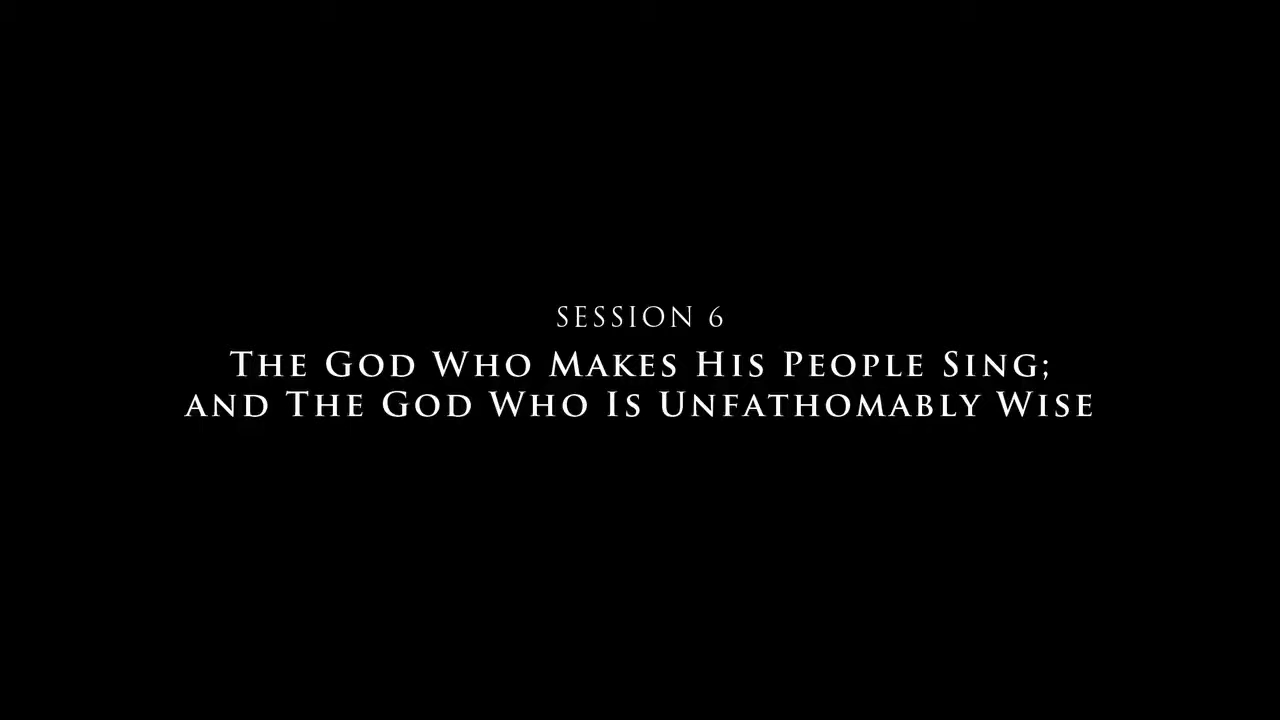 SESSION 6
THE GOD WHO MAKES HIS PEOPLE SING;
AND THE GOD WHO IS UNFATHOMABLY WISE